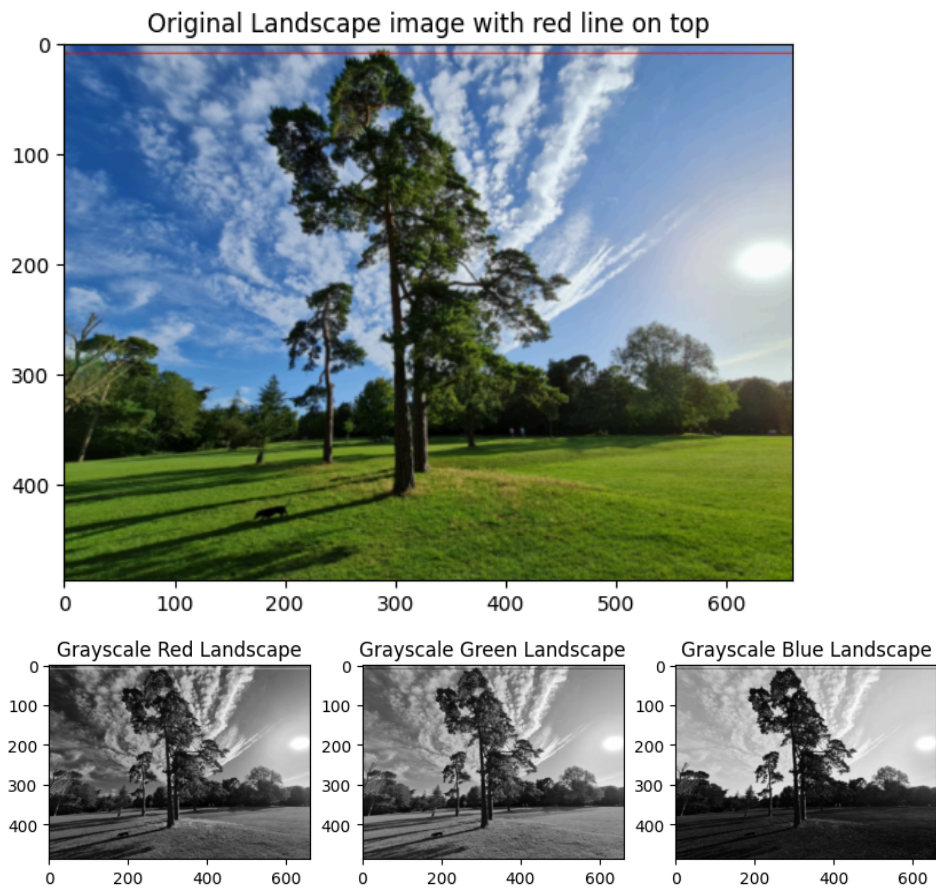 Original Landscape image with red line on top
0
100
200
300
400
0 100 200 300 400 500 600
Grayscale Red Landscape Grayscale Green Landscape Grayscale Blue Landscape
0 0 0
100 100 100
200 200 200
300 300 300
400 400 400
0 200 400 600 0 200 400 600 0 200 400 600